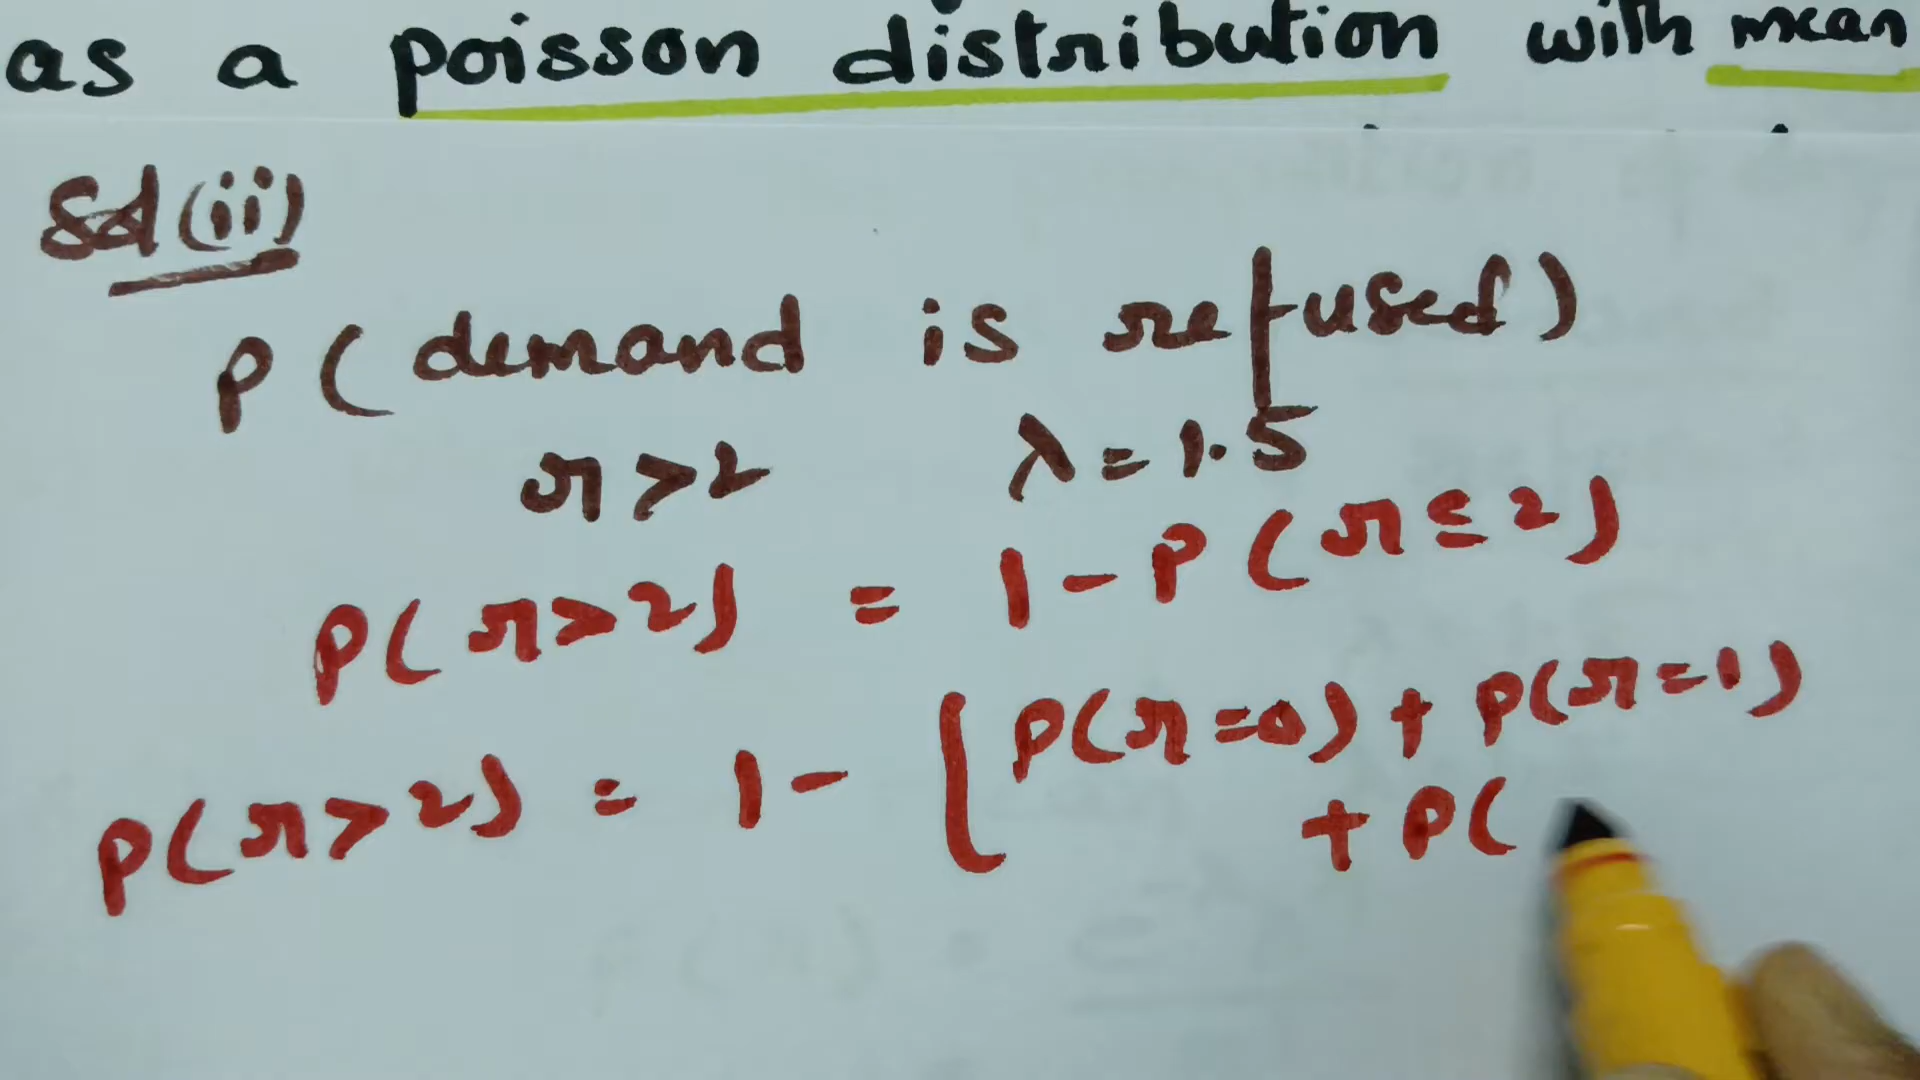 as a poisson distribution with mean
Sol (ii)
P( demand is refused)
r>2 λ=1.5
P( r>2) = 1-P( r≤2)
P(r>2) = 1- [P(r=0) + P(r=1)
+ P(